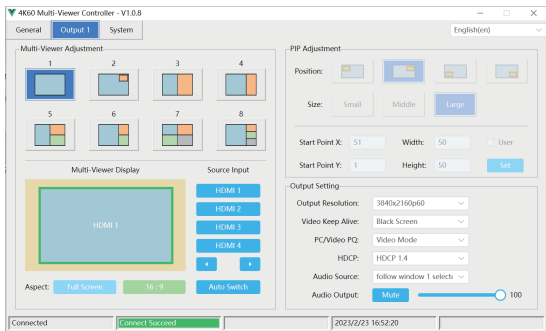 4K60 Multi-Viewer Controller - V1.0.8
General Output 1 System English(en)
Multi-Viewer Adjustment
1 2 3 4
5 6 7 8
Multi-Viewer Display Source Input
HDMI 1
HDMI 1
HDMI 2
HDMI 3
HDMI 4
Aspect: Full Screen 16 : 9 Auto Switch
PIP Adjustment
Position:
Size: Small Middle Large
Start Point X: 51 Width: 50 User
Start Point Y: 1 Height: 50 Set
Output Setting
Output Resolution: 3840x2160p60
Video Keep Alive: Black Screen
PC/Video PQ: Video Mode
HDCP: HDCP 1.4
Audio Source: follow window 1 selecte
Audio Output: Mute 100
Connected Connect Succeed 2023/2/23 16:52:20